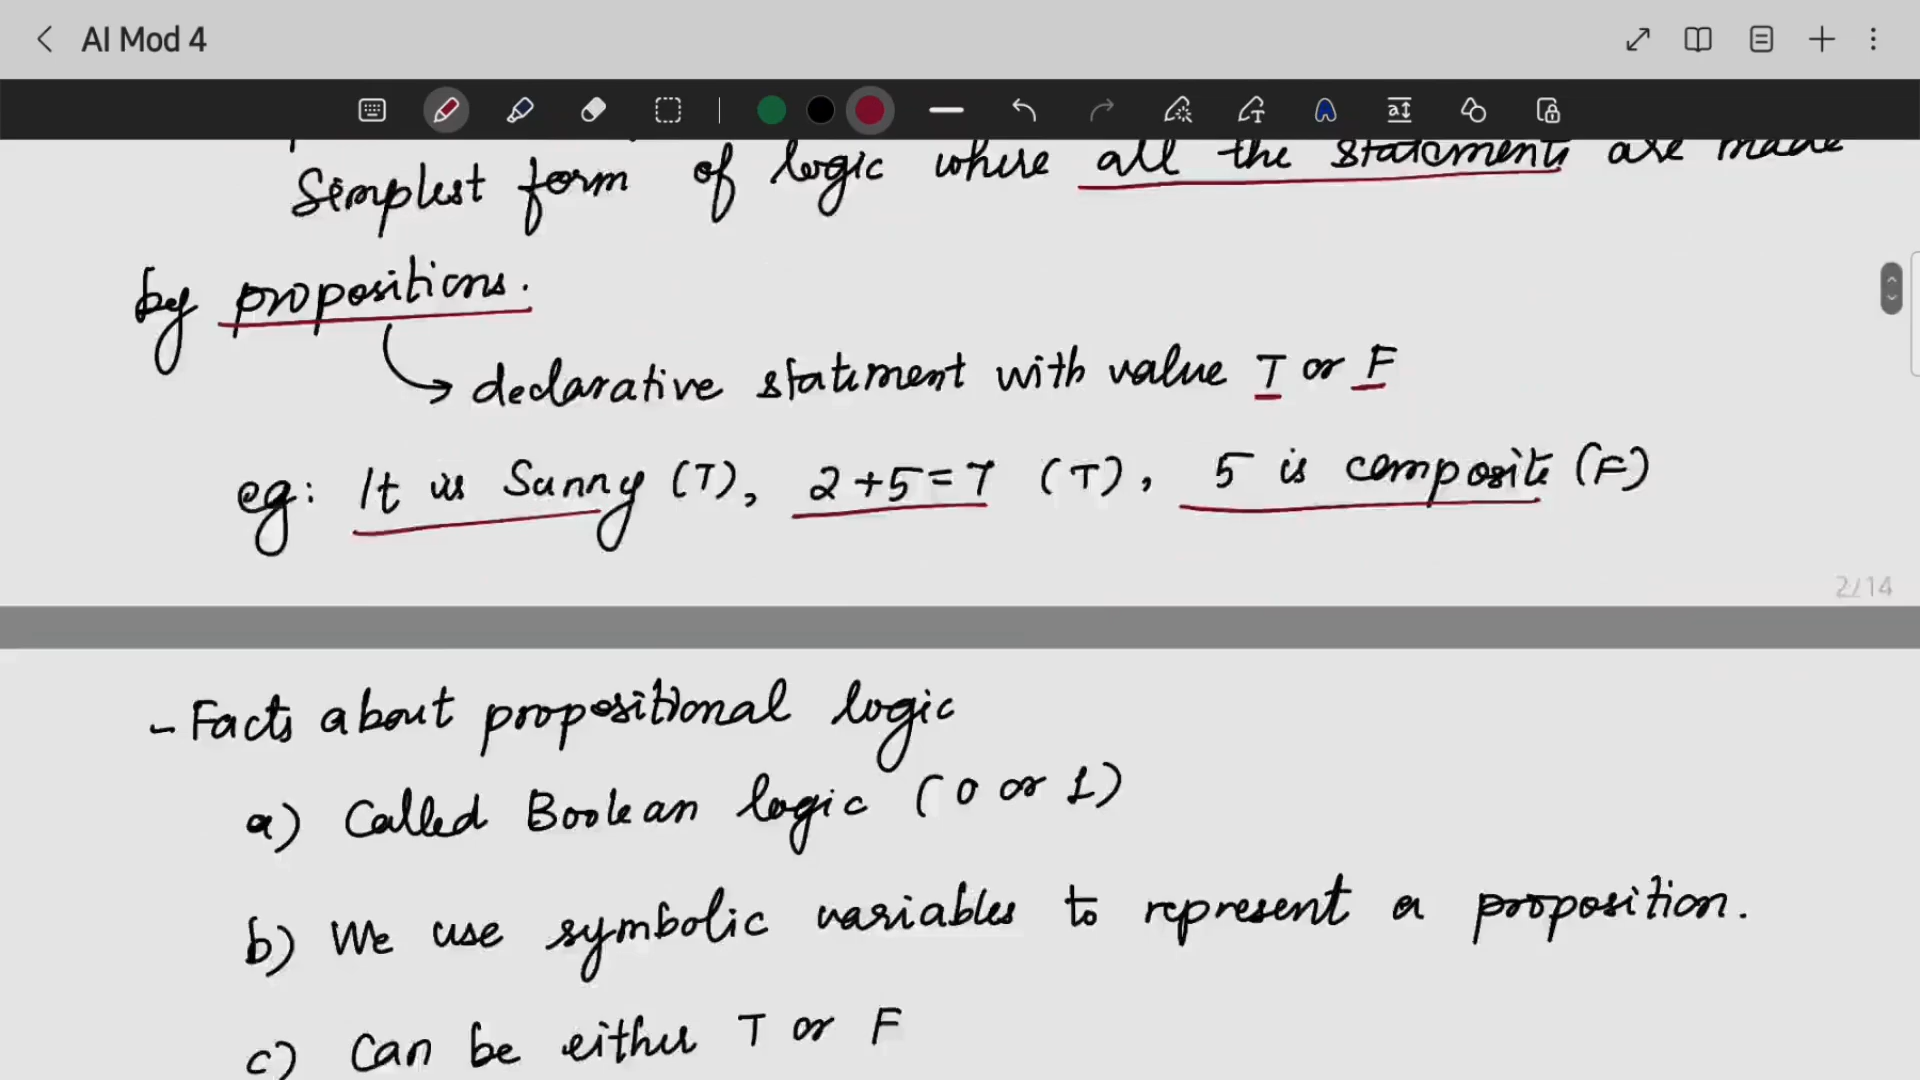 AI Mod 4
Simplest form of logic where all the statements are made
by propositions.
declarative statement with value T or F
eg: It is Sunny (T), 2+5=7 (T), 5 is composite (F)
2/14
- Facts about propositional logic
a) Called Boolean logic (0 or 1)
b) We use symbolic variables to represent a proposition.
c) Can be either T or F